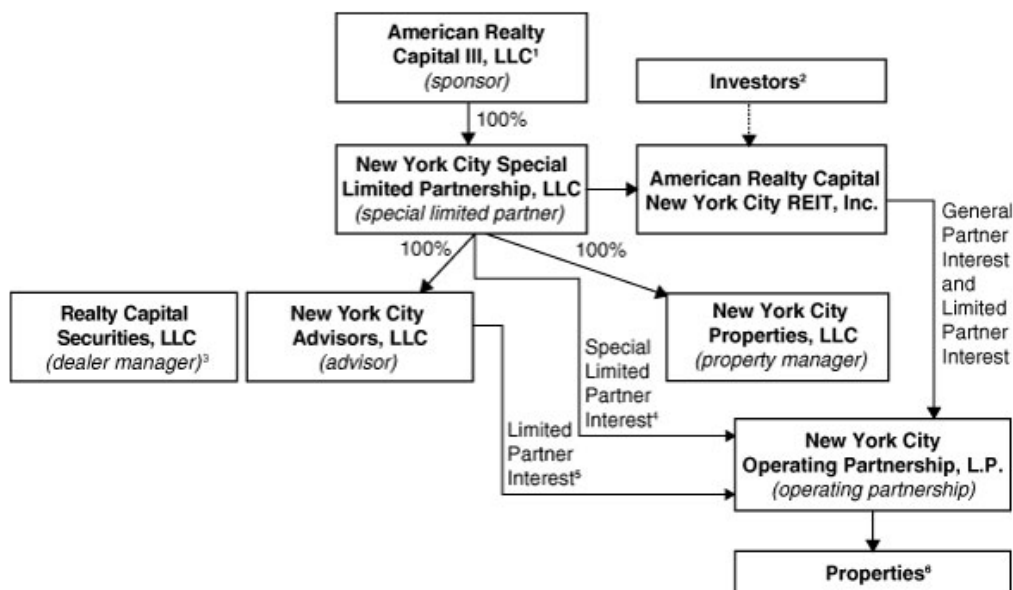 American Realty
Capital III, LLC¹
(sponsor)
Investors²
100%
New York City Special
Limited Partnership, LLC
(special limited partner)
American Realty Capital
New York City REIT, Inc.
General
Partner
Interest
and
Limited
Partner
Interest
100%
100%
Realty Capital
Securities, LLC
(dealer manager)³
New York City
Advisors, LLC
(advisor)
New York City
Properties, LLC
(property manager)
Special
Limited
Partner
Interest⁴
Limited
Partner
Interest⁵
New York City
Operating Partnership, L.P.
(operating partnership)
Properties⁶